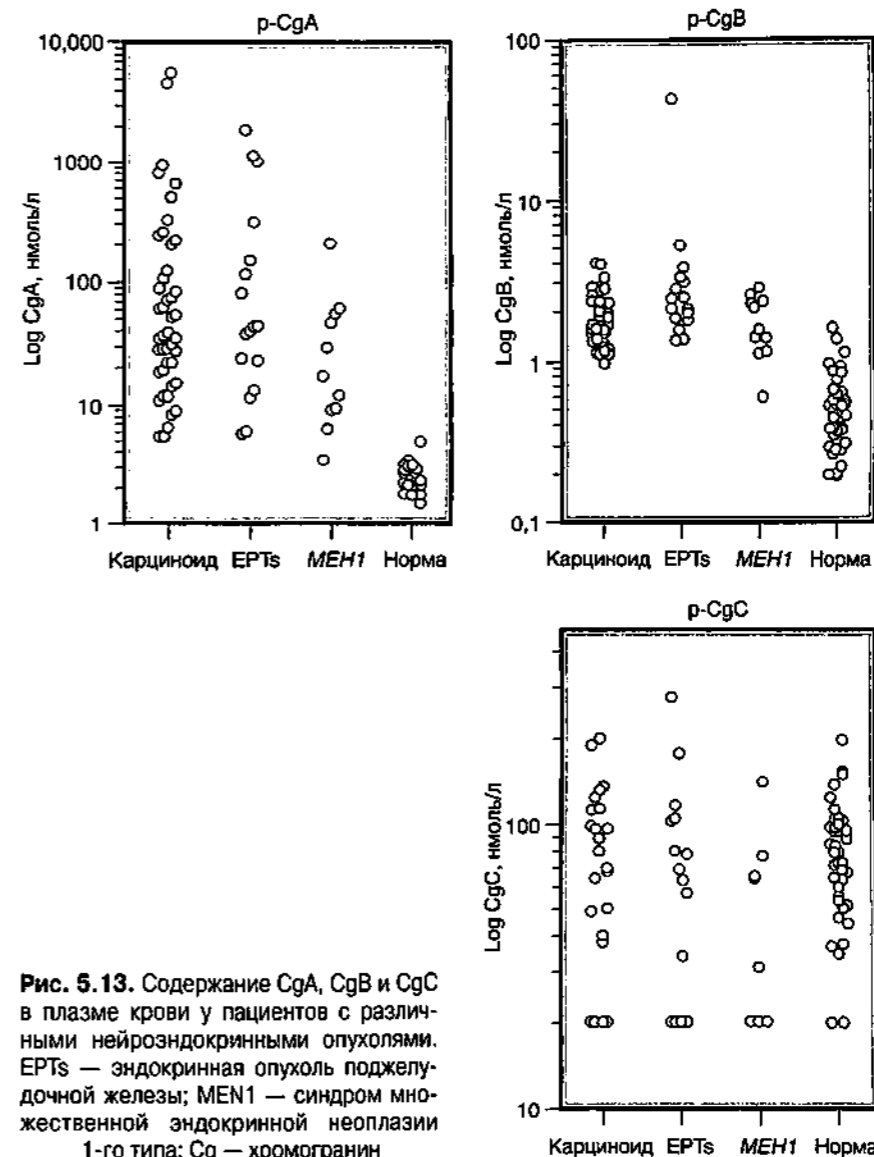 p-CgA
10,000
1000
100
10
1
Log CgA, нмоль/л
Карциноид EPTs МЕН1 Норма
p-CgB
100
10
1
0,1
Log CgB, нмоль/л
Карциноид EPTs МЕН1 Норма
p-CgC
100
10
Log CgC, нмоль/л
Карциноид EPTs МЕН1 Норма
Рис. 5.13. Содержание CgA, CgB и CgC
в плазме крови у пациентов с различ-
ными нейроэндокринными опухолями.
EPTs — эндокринная опухоль поджелу-
дочной железы; MEN1 — синдром мно-
жественной эндокринной неоплазии
1-го типа; Cg — хромогранин